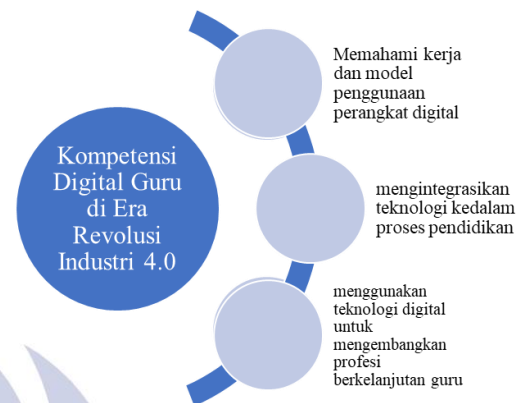 Kompetensi
Digital Guru
di Era
Revolusi
Industri 4.0
Memahami kerja
dan model
penggunaan
perangkat digital
mengintegrasikan
teknologi kedalam
proses pendidikan
menggunakan
teknologi digital
untuk
mengembangkan
profesi
berkelanjutan guru